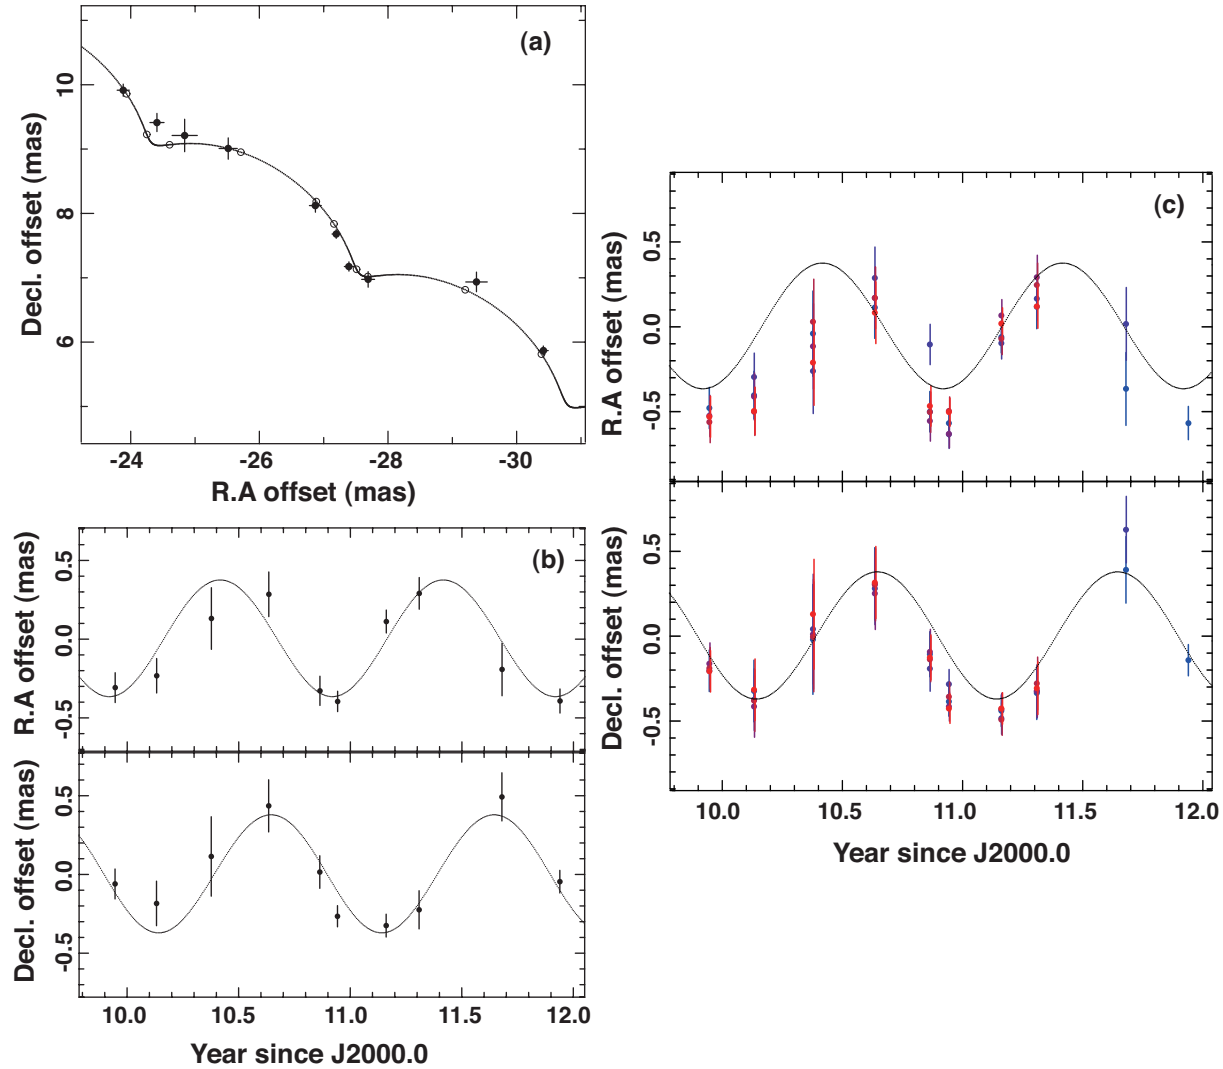 (a)
10
8
6
Decl. offset (mas)
-24 -26 -28 -30
R.A offset (mas)
(b)
0.5
0.0
-0.5
R.A offset (mas)
0.5
0.0
-0.5
Decl. offset (mas)
10.0 10.5 11.0 11.5 12.0
Year since J2000.0
(c)
0.5
0.0
-0.5
R.A offset (mas)
0.5
0.0
-0.5
Decl. offset (mas)
10.0 10.5 11.0 11.5 12.0
Year since J2000.0